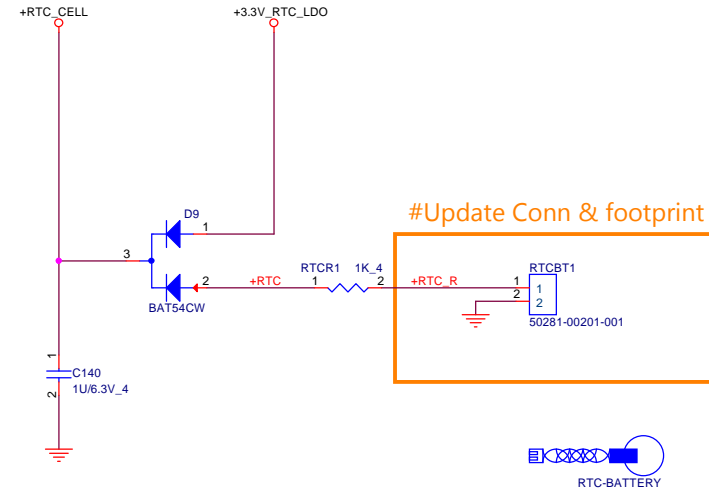 +RTC_CELL
+3.3V_RTC_LDO
D9
1
3
2
BAT54CW
+RTC
RTCR1
1K_4
1
2
#Update Conn & footprint
+RTC_R
RTCBT1
1
2
1
2
50281-00201-001
1
C140
1U/6.3V_4
2
RTC-BATTERY